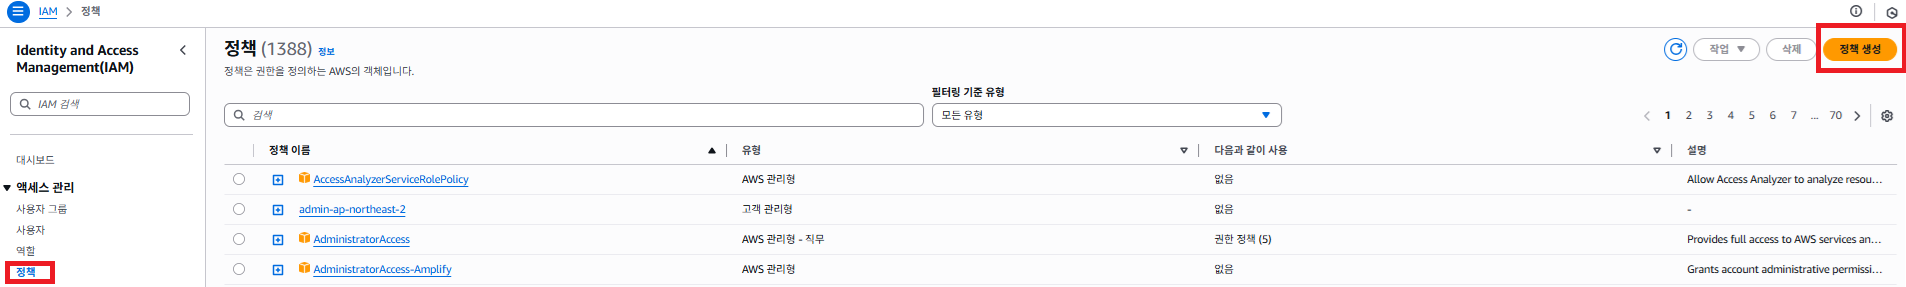 IAM > 정책
Identity and Access
Management(IAM)
IAM 검색
대시보드
액세스 관리
사용자 그룹
사용자
역할
정책
정책 (1388) 정보
정책은 권한을 정의하는 AWS의 객체입니다.
작업
삭제
정책 생성
필터링 기준 유형
검색
모든 유형
1 2 3 4 5 6 7 ... 70
정책 이름 유형 다음과 같이 사용 설명
AccessAnalyzerServiceRolePolicy AWS 관리형 없음 Allow Access Analyzer to analyze resou...
admin-ap-northeast-2 고객 관리형 없음 -
AdministratorAccess AWS 관리형 - 직무 권한 정책 (5) Provides full access to AWS services an...
AdministratorAccess-Amplify AWS 관리형 없음 Grants account administrative permissi...